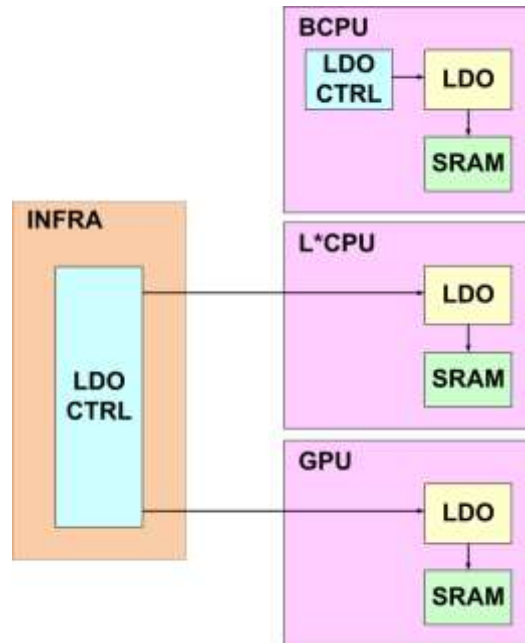 BCPU
LDO
CTRL
LDO
SRAM
INFRA
LDO
CTRL
L*CPU
LDO
SRAM
GPU
LDO
SRAM